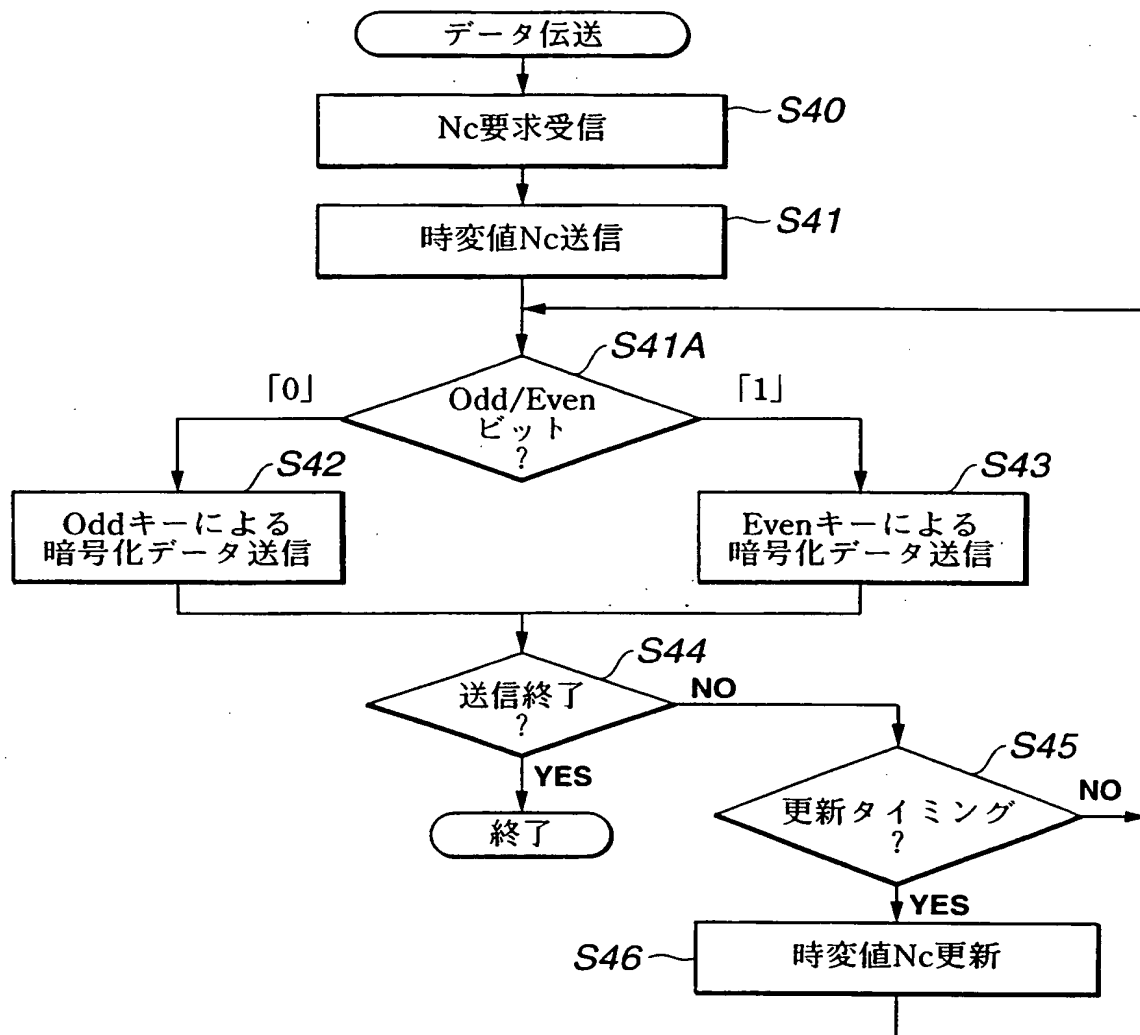 データ伝送
Nc要求受信
S40
時変値Nc送信
S41
S41A
「0」
Odd/Even
ビット
?
「1」
S42
Oddキーによる
暗号化データ送信
S43
Evenキーによる
暗号化データ送信
S44
送信終了
?
NO
YES
終了
S45
更新タイミング
?
NO
YES
S46
時変値Nc更新